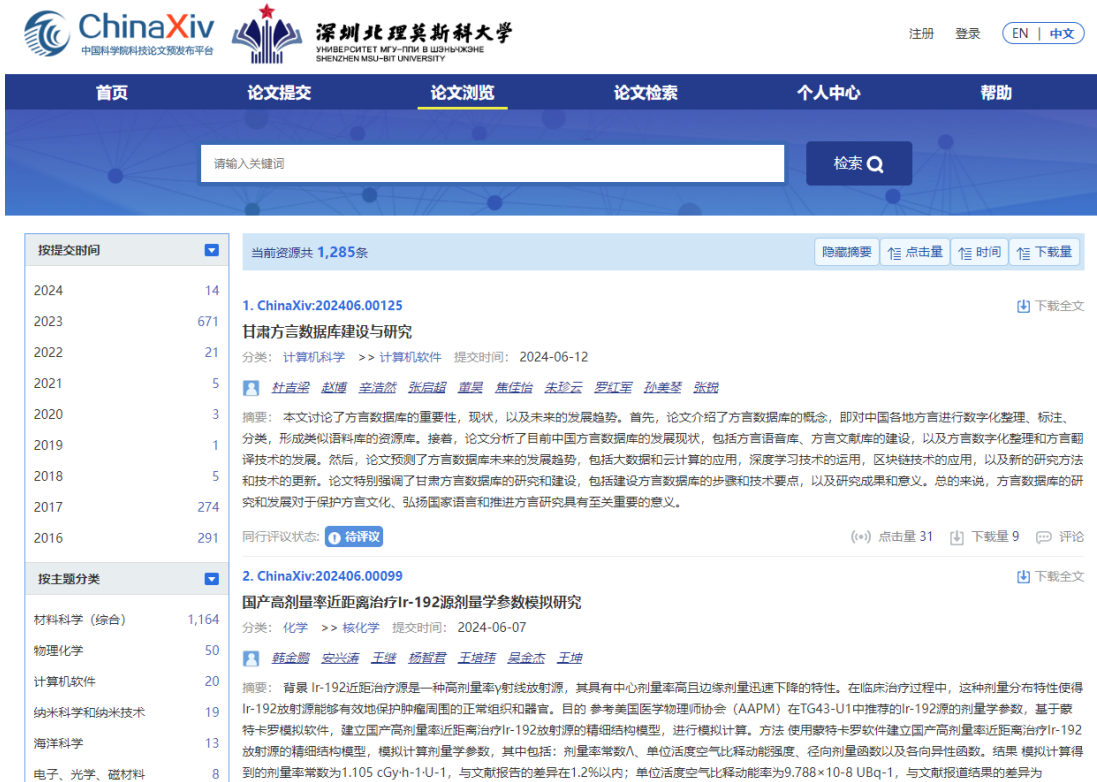 ChinaXiv
中国科学院科技论文预发布平台
深圳北理莫斯科大学
УНИВЕРСИТЕТ МГУ-ППИ В ШЭНЬЧЖЭНЕ
SHENZHEN MSU-BIT UNIVERSITY
注册 登录 EN | 中文
首页 论文提交 论文浏览 论文检索 个人中心 帮助
请输入关键词 检索
按提交时间
2024 14
2023 671
2022 21
2021 5
2020 3
2019 1
2018 5
2017 274
2016 291
按主题分类
材料科学（综合） 1,164
物理化学 50
计算机软件 20
纳米科学和纳米技术 19
海洋科学 13
电子、光学、磁材料 8
当前资源共 1,285条 隐藏摘要 点击量 时间 下载量
1. ChinaXiv:202406.00125 下载全文
甘肃方言数据库建设与研究
分类： 计算机科学 >> 计算机软件 提交时间： 2024-06-12
杜吉梁 赵博 辛浩然 张启超 董昊 焦佳怡 朱珍云 罗红军 孙美琴 张锐
摘要： 本文讨论了方言数据库的重要性，现状，以及未来的发展趋势。首先，论文介绍了方言数据库的概念，即对中国各地方言进行数字化整理、标注、
分类，形成类似语料库的资源库。接着，论文分析了目前中国方言数据库的发展现状，包括方言语音库、方言文献库的建设，以及方言数字化整理和方言翻
译技术的发展。然后，论文预测了方言数据库未来的发展趋势，包括大数据和云计算的应用，深度学习技术的运用，区块链技术的应用，以及新的研究方法
和技术的更新。论文特别强调了甘肃方言数据库的研究和建设，包括建设方言数据库的步骤和技术要点，以及研究成果和意义。总的来说，方言数据库的研
究和发展对于保护方言文化、弘扬国家语言和推进方言研究具有至关重要的意义。
同行评议状态: 待评议 点击量 31 下载量 9 评论
2. ChinaXiv:202406.00099 下载全文
国产高剂量率近距离治疗Ir-192源剂量学参数模拟研究
分类： 化学 >> 核化学 提交时间： 2024-06-07
韩金鹏 安兴涛 王继 杨智君 王培玮 吴金杰 王坤
摘要： 背景 Ir-192近距治疗源是一种高剂量率γ射线放射源，其具有中心剂量率高且边缘剂量迅速下降的特性。在临床治疗过程中，这种剂量分布特性使得
Ir-192放射源能够有效地保护肿瘤周围的正常组织和器官。目的 参考美国医学物理师协会（AAPM）在TG43-U1中推荐的Ir-192源的剂量学参数，基于蒙
特卡罗模拟软件，建立国产高剂量率近距离治疗Ir-192放射源的精细结构模型，进行模拟计算。方法 使用蒙特卡罗软件建立国产高剂量率近距离治疗Ir-192
放射源的精细结构模型，模拟计算剂量学参数，其中包括：剂量率常数Λ、单位活度空气比释动能强度、径向剂量函数以及各向异性函数。结果 模拟计算得
到的剂量率常数为1.105 cGy·h-1·U-1，与文献报告的差异在1.2%以内；单位活度空气比释动能率为9.788×10-8 UBq-1，与文献报道结果的差异为